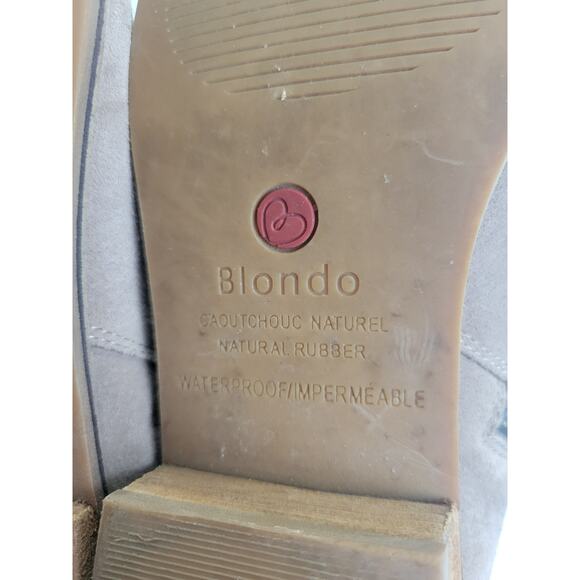 Blondo
CAOUTCHOUC NATUREL
NATURAL RUBBER
WATERPROOF/IMPERMÉABLE